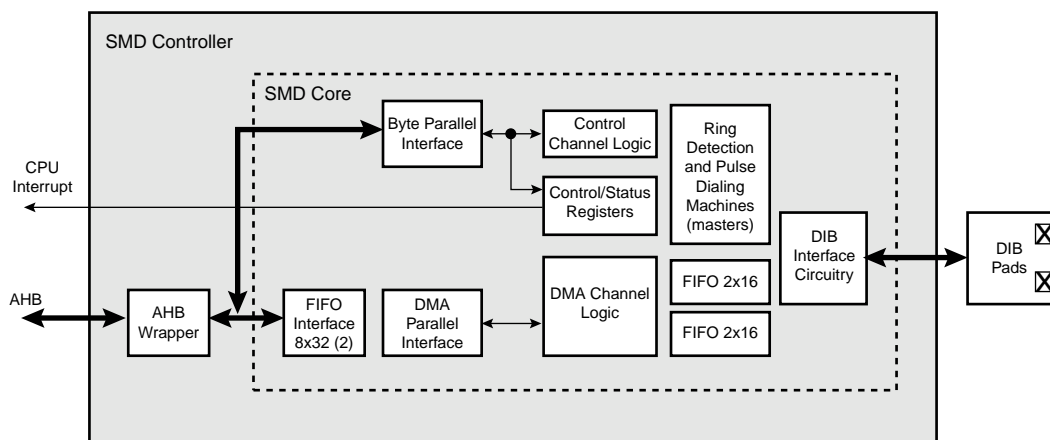 SMD Controller
SMD Core
Byte Parallel
Interface
Control
Channel Logic
Ring
Detection
and Pulse
Dialing
Machines
(masters)
CPU
Interrupt
Control/Status
Registers
DIB
Interface
Circuitry
DIB
Pads
AHB
AHB
Wrapper
FIFO
Interface
8x32 (2)
DMA
Parallel
Interface
DMA Channel
Logic
FIFO 2x16
FIFO 2x16